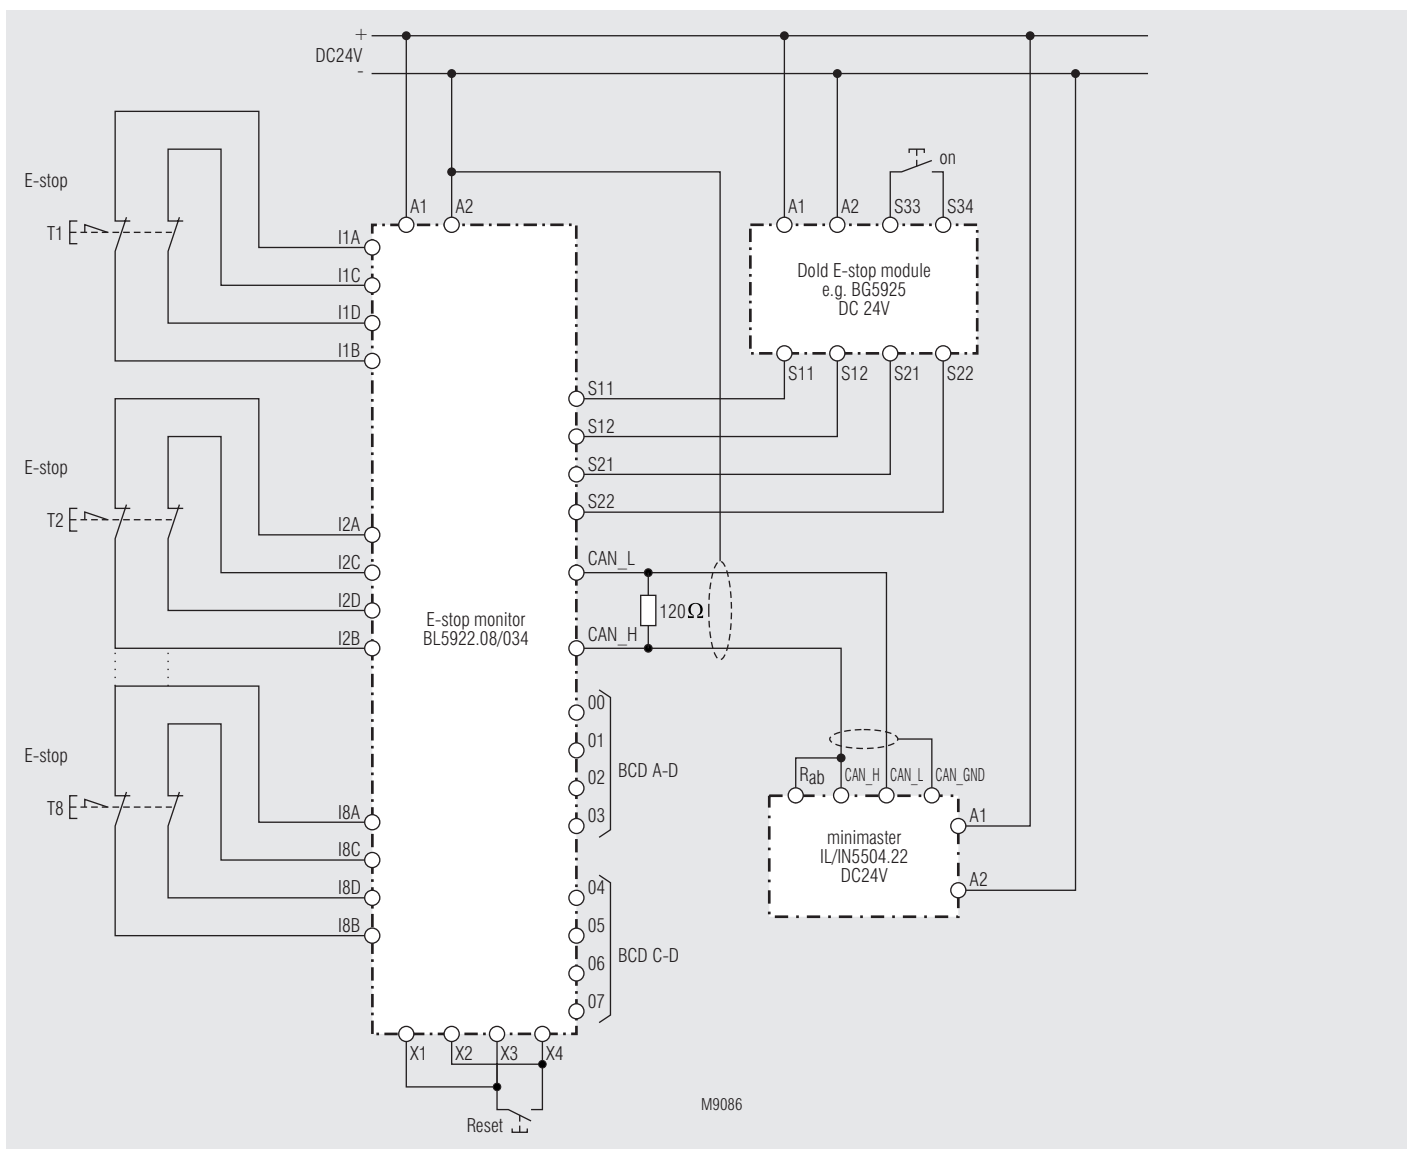 +
DC24V
-
E-stop
on
A1
A2
A1
A2
S33
S34
T1
I1A
I1C
I1D
I1B
Dold E-stop module
e.g. BG5925
DC 24V
S11
S12
S21
S22
S11
S12
S21
S22
E-stop
T2
I2A
I2C
I2D
I2B
CAN_L
120Ω
CAN_H
E-stop monitor
BL5922.08/034
00
01
02
03
BCD A-D
E-stop
T8
I8A
I8C
I8D
I8B
Rab
CAN_H
CAN_L
CAN_GND
minimaster
IL/IN5504.22
DC24V
A1
A2
04
05
06
07
BCD C-D
X1
X2
X3
X4
Reset
M9086